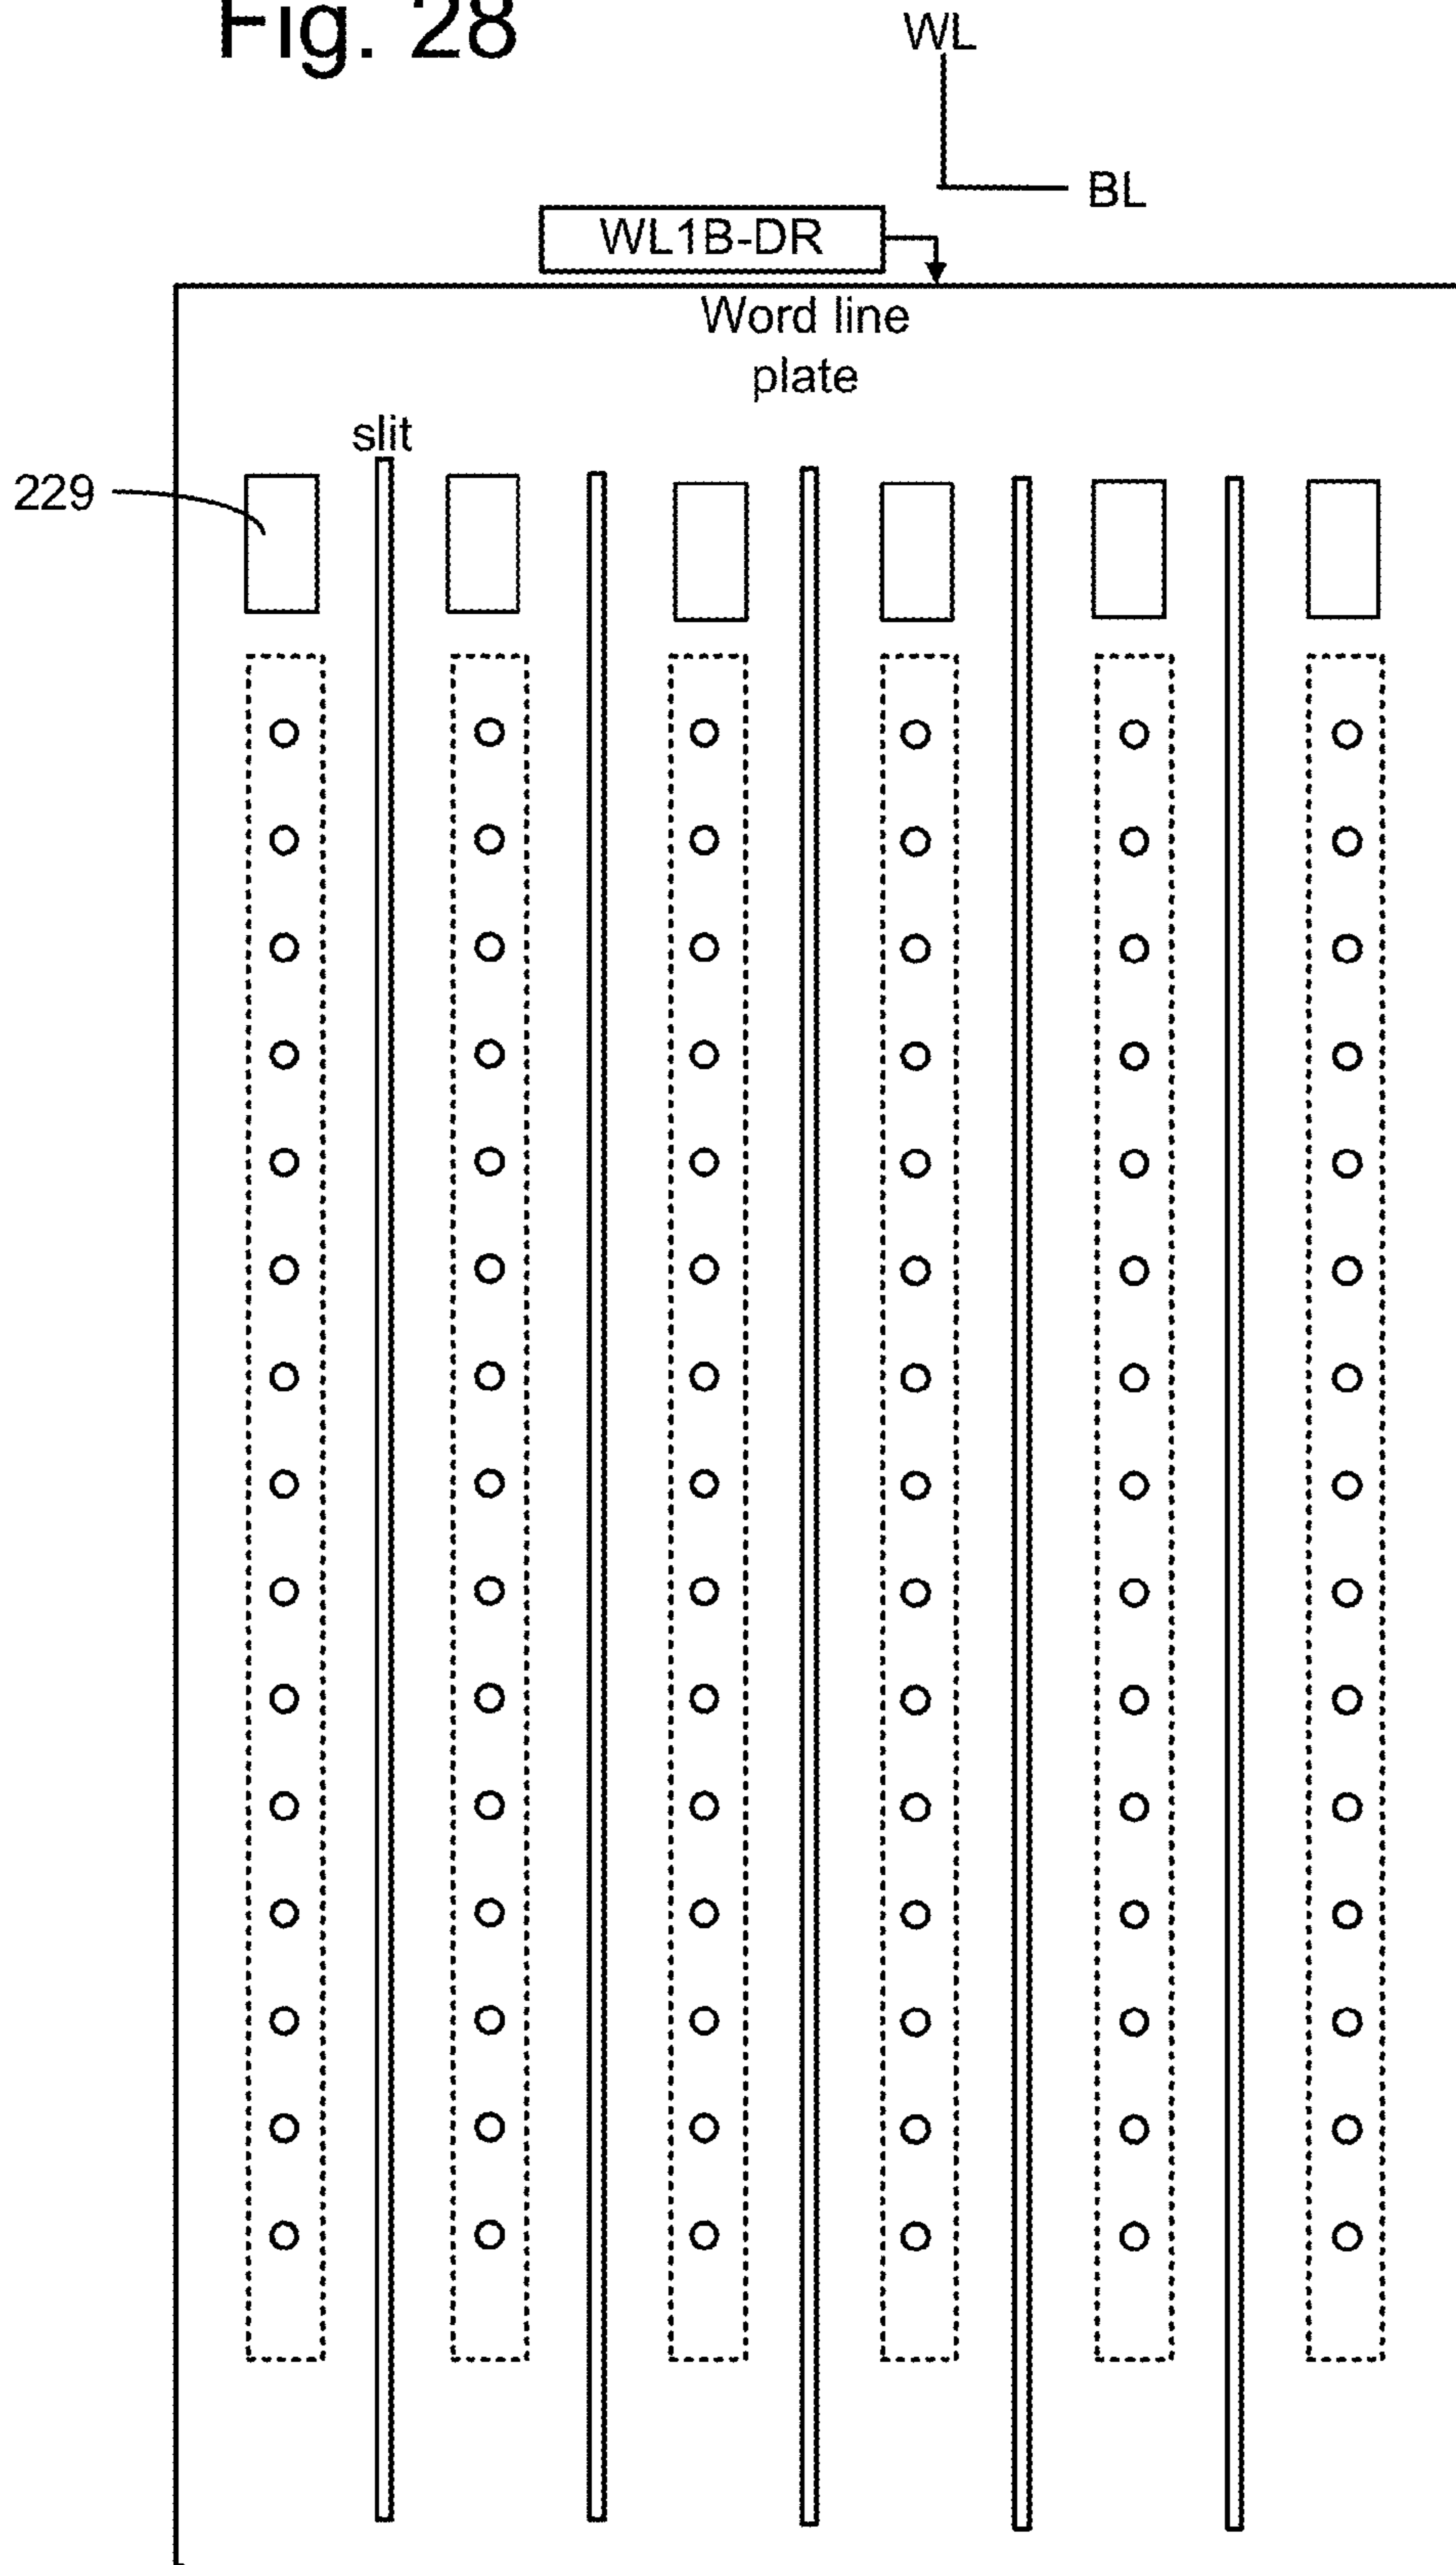 Fig. 28
WL
BL
WL1B-DR
Word line
plate
slit
229